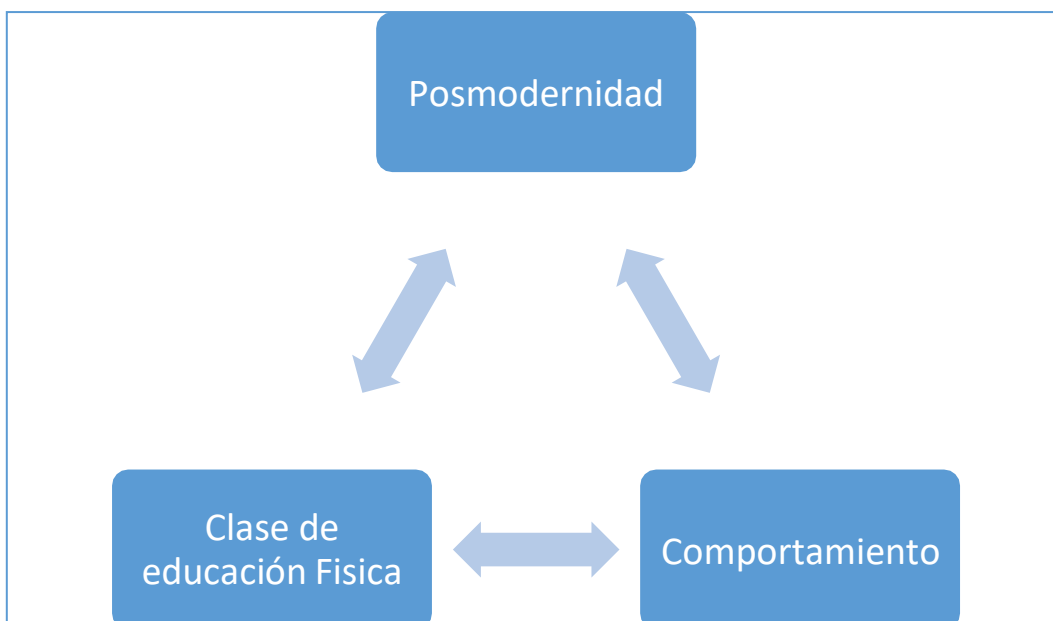 Posmodernidad
Clase de
educación Fisica
Comportamiento